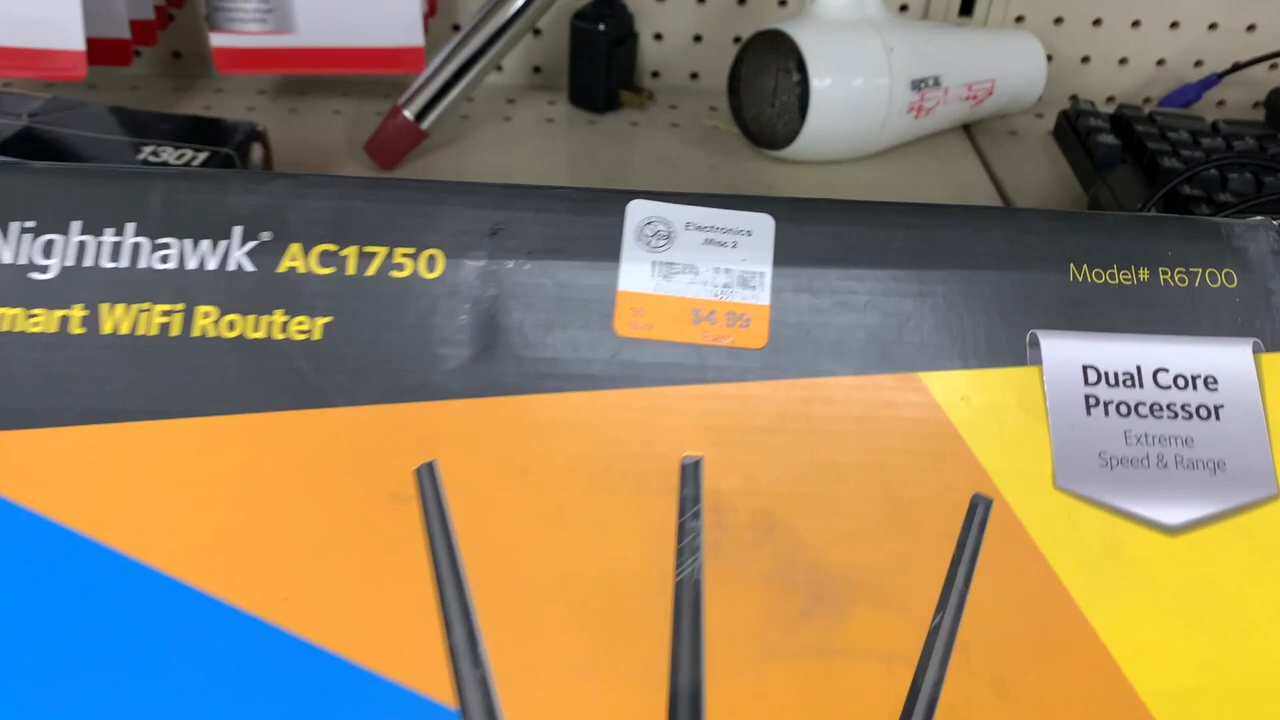 1301
Nighthawk® AC1750
mart WiFi Router
Electronics
Misc 2
$4.99
Model# R6700
Dual Core
Processor
Extreme
Speed & Range